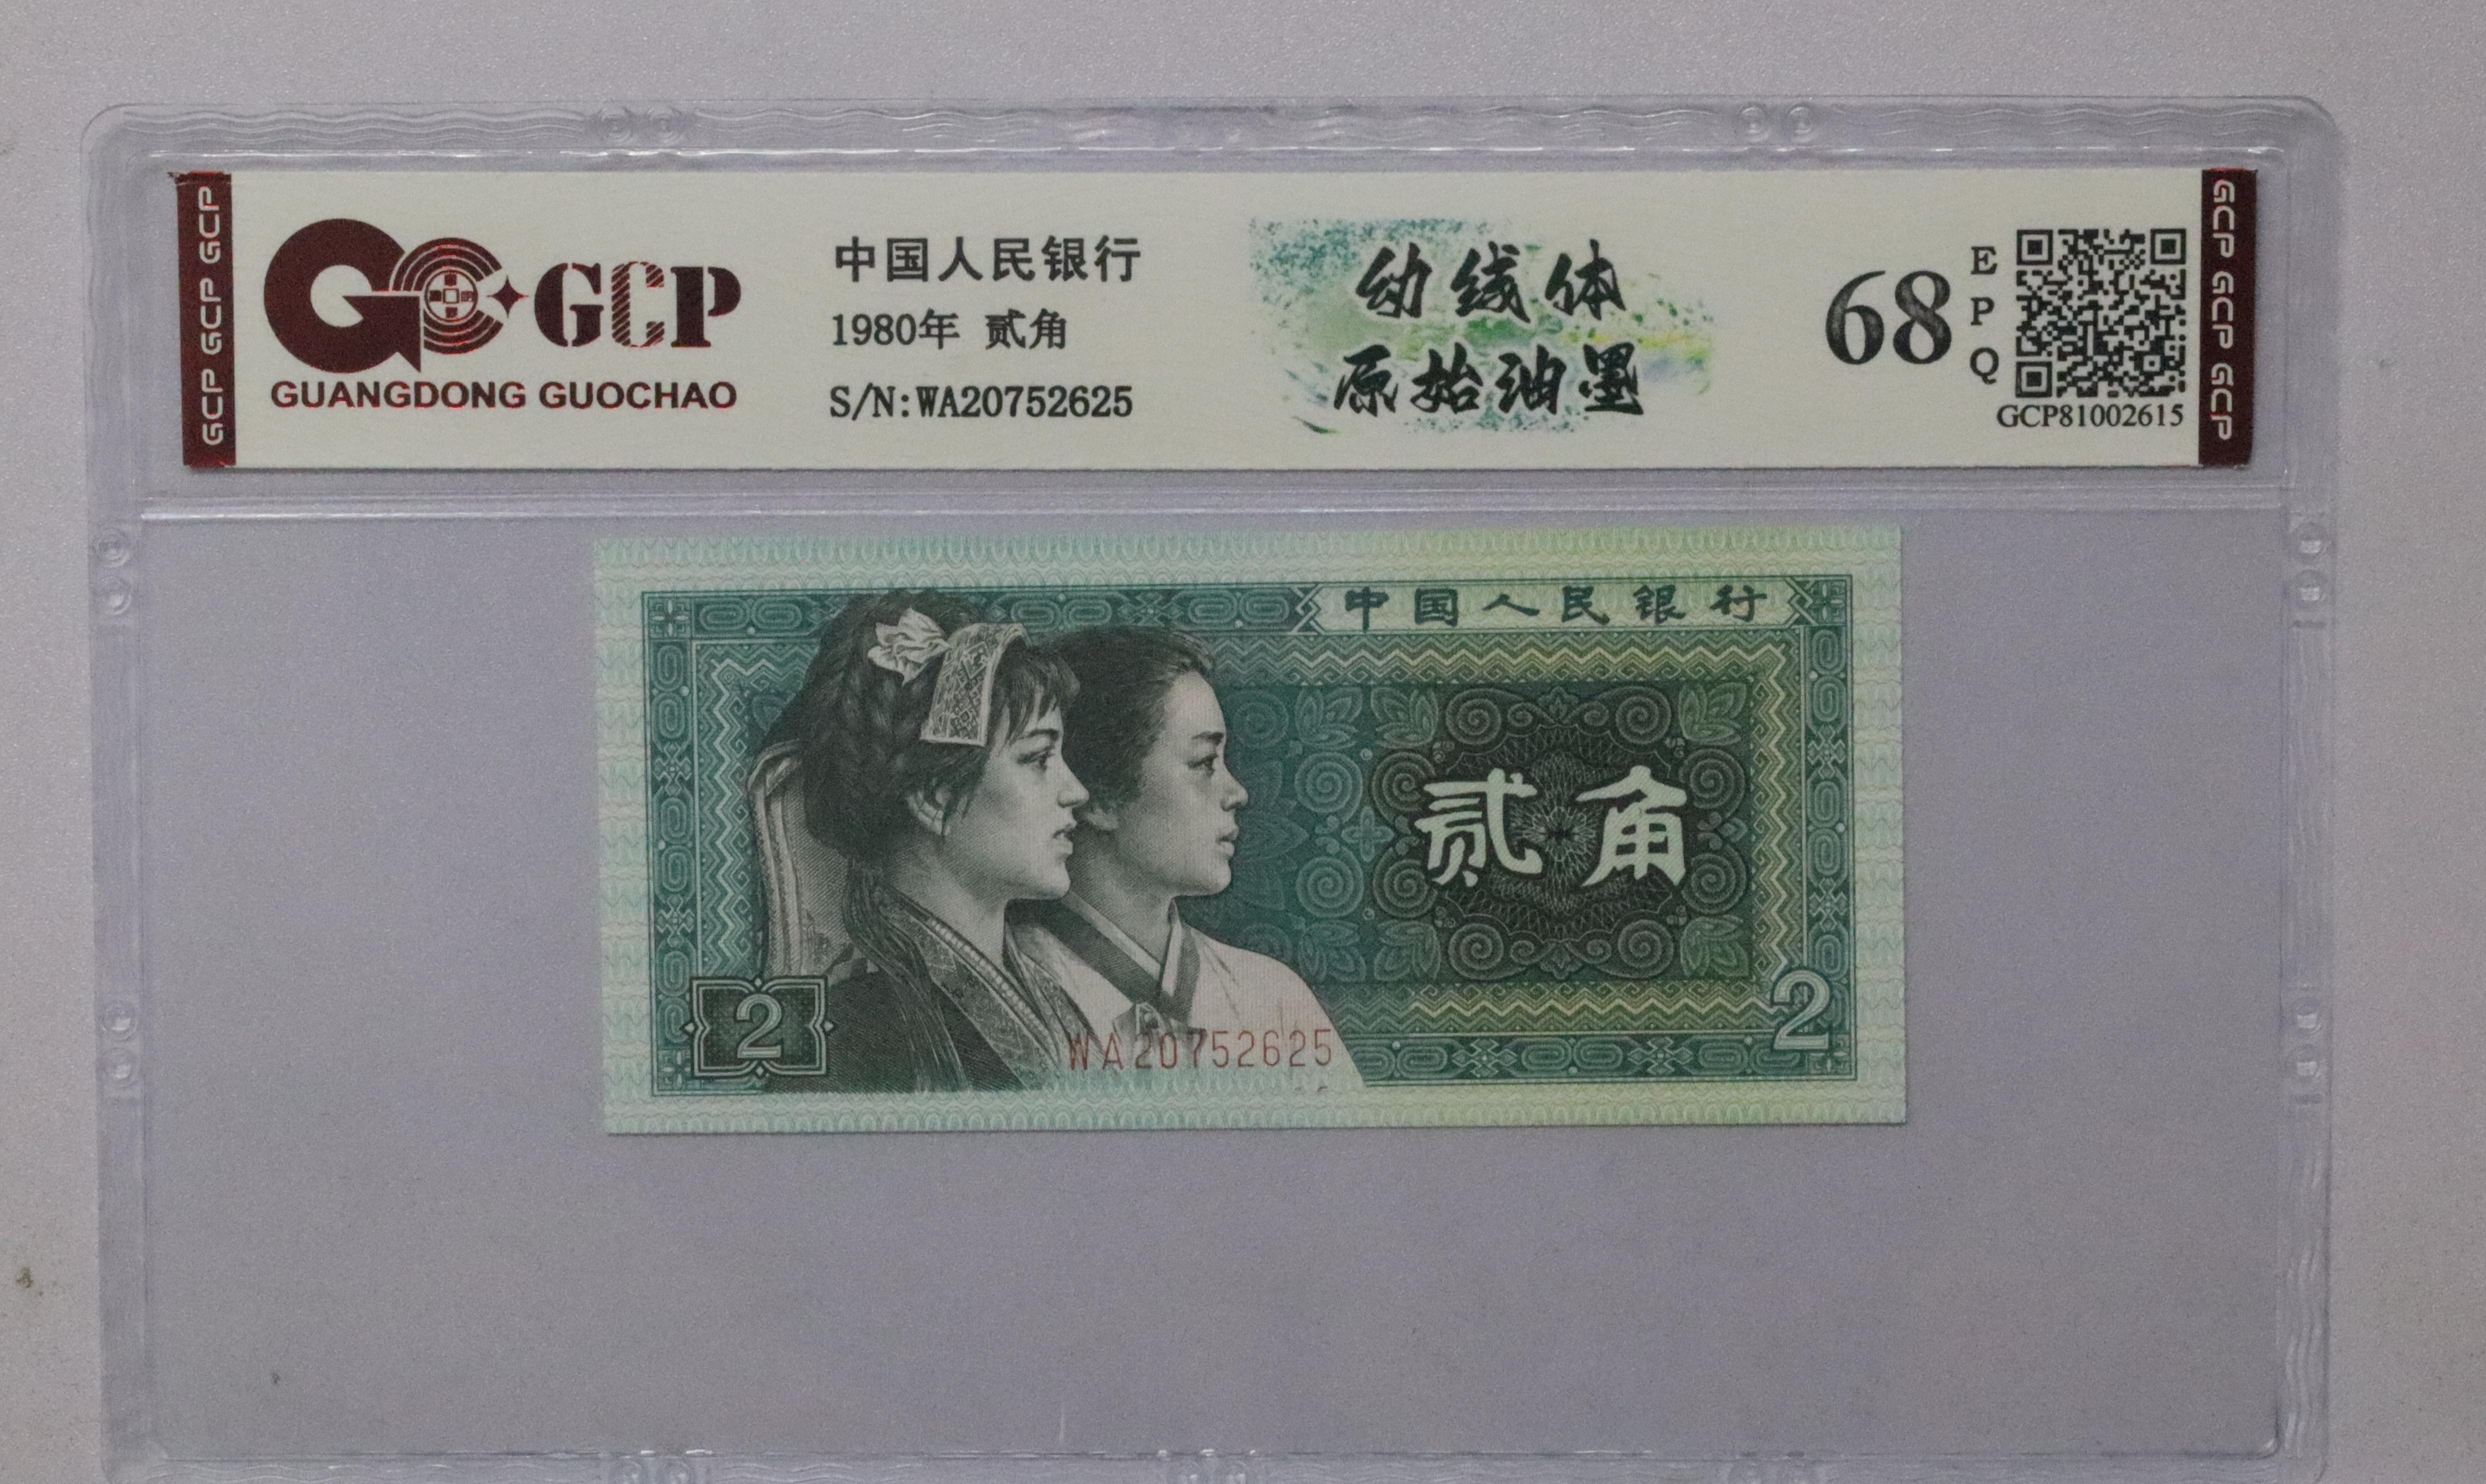 GCP GCP GCP
GCP
GUANGDONG GUOCHAO
中国人民银行
1980年 贰角
S/N:WA20752625
幼线体
原始油墨
68
EPQ
GCP81002615
GCP GCP GCP
中国人民银行
贰角
2
WA20752625
2